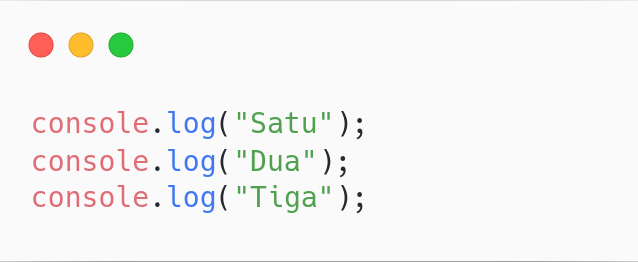 console.log("Satu");
console.log("Dua");
console.log("Tiga");